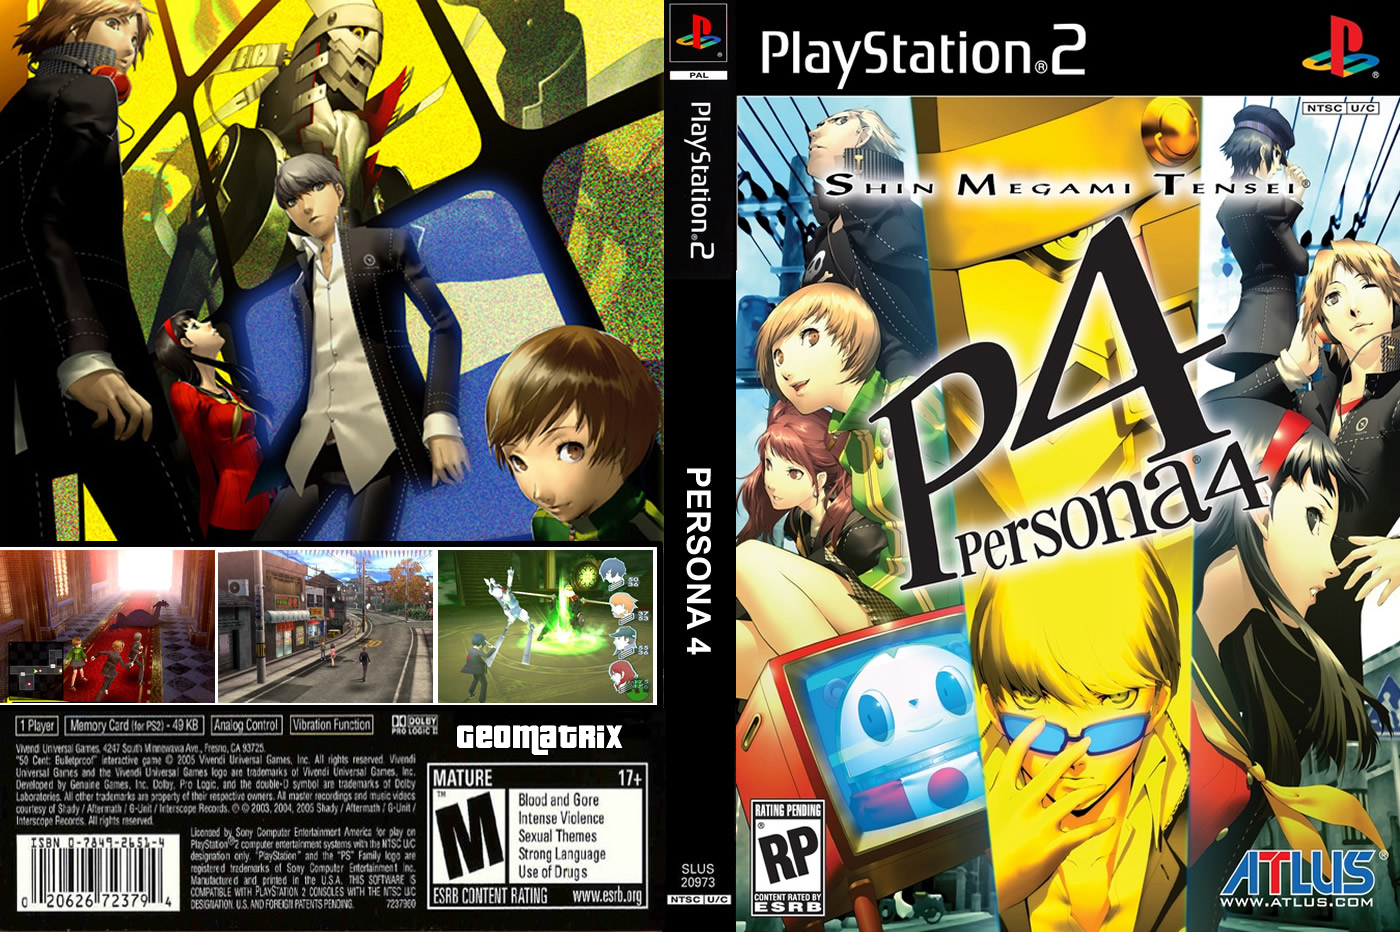 1 Player
Memory Card (for PS2) - 49 KB
Analog Control
Vibration Function
DOLBY
PRO LOGIC II
Vivendi Universal Games, 4247 South Minnewawa Ave., Fresno, CA 93725.
"50 Cent: Bulletproof" interactive game © 2005 Vivendi Universal Games, Inc. All rights reserved. Vivendi
Universal Games and the Vivendi Universal Games logo are trademarks of Vivendi Universal Games, Inc.
Developed by Genuine Games, Inc. Dolby, Pro Logic, and the double-D symbol are trademarks of Dolby
Laboratories. All other trademarks are property of their respective owners. All master recordings and music videos
courtesy of Shady / Aftermath / G-Unit / Interscope Records. © 2003, 2004, 2005 Shady / Aftermath / G-Unit /
Interscope Records. All rights reserved.
ISBN 0-7849-2651-4
0 20626 72379 4
Licensed by Sony Computer Entertainment America for play on
PlayStation®2 computer entertainment systems with the NTSC U/C
designation only. "PlayStation" and the "PS" Family logo are
registered trademarks of Sony Computer Entertainment Inc.
Manufactured and printed in the U.S.A. THIS SOFTWARE IS
COMPATIBLE WITH PLAYSTATION 2 CONSOLES WITH THE NTSC U/C
DESIGNATION. U.S. AND FOREIGN PATENTS PENDING.
7237960
GEOMATRIX
MATURE 17+
M
™
Blood and Gore
Intense Violence
Sexual Themes
Strong Language
Use of Drugs
ESRB CONTENT RATING www.esrb.org
PAL
PlayStation®2
PERSONA 4
SLUS
20973
NTSC U/C
PlayStation®2
NTSC U/C
SHIN MEGAMI TENSEI®
P4
Persona®4
RATING PENDING
RP
CONTENT RATED BY
ESRB
ATLUS®
WWW.ATLUS.COM